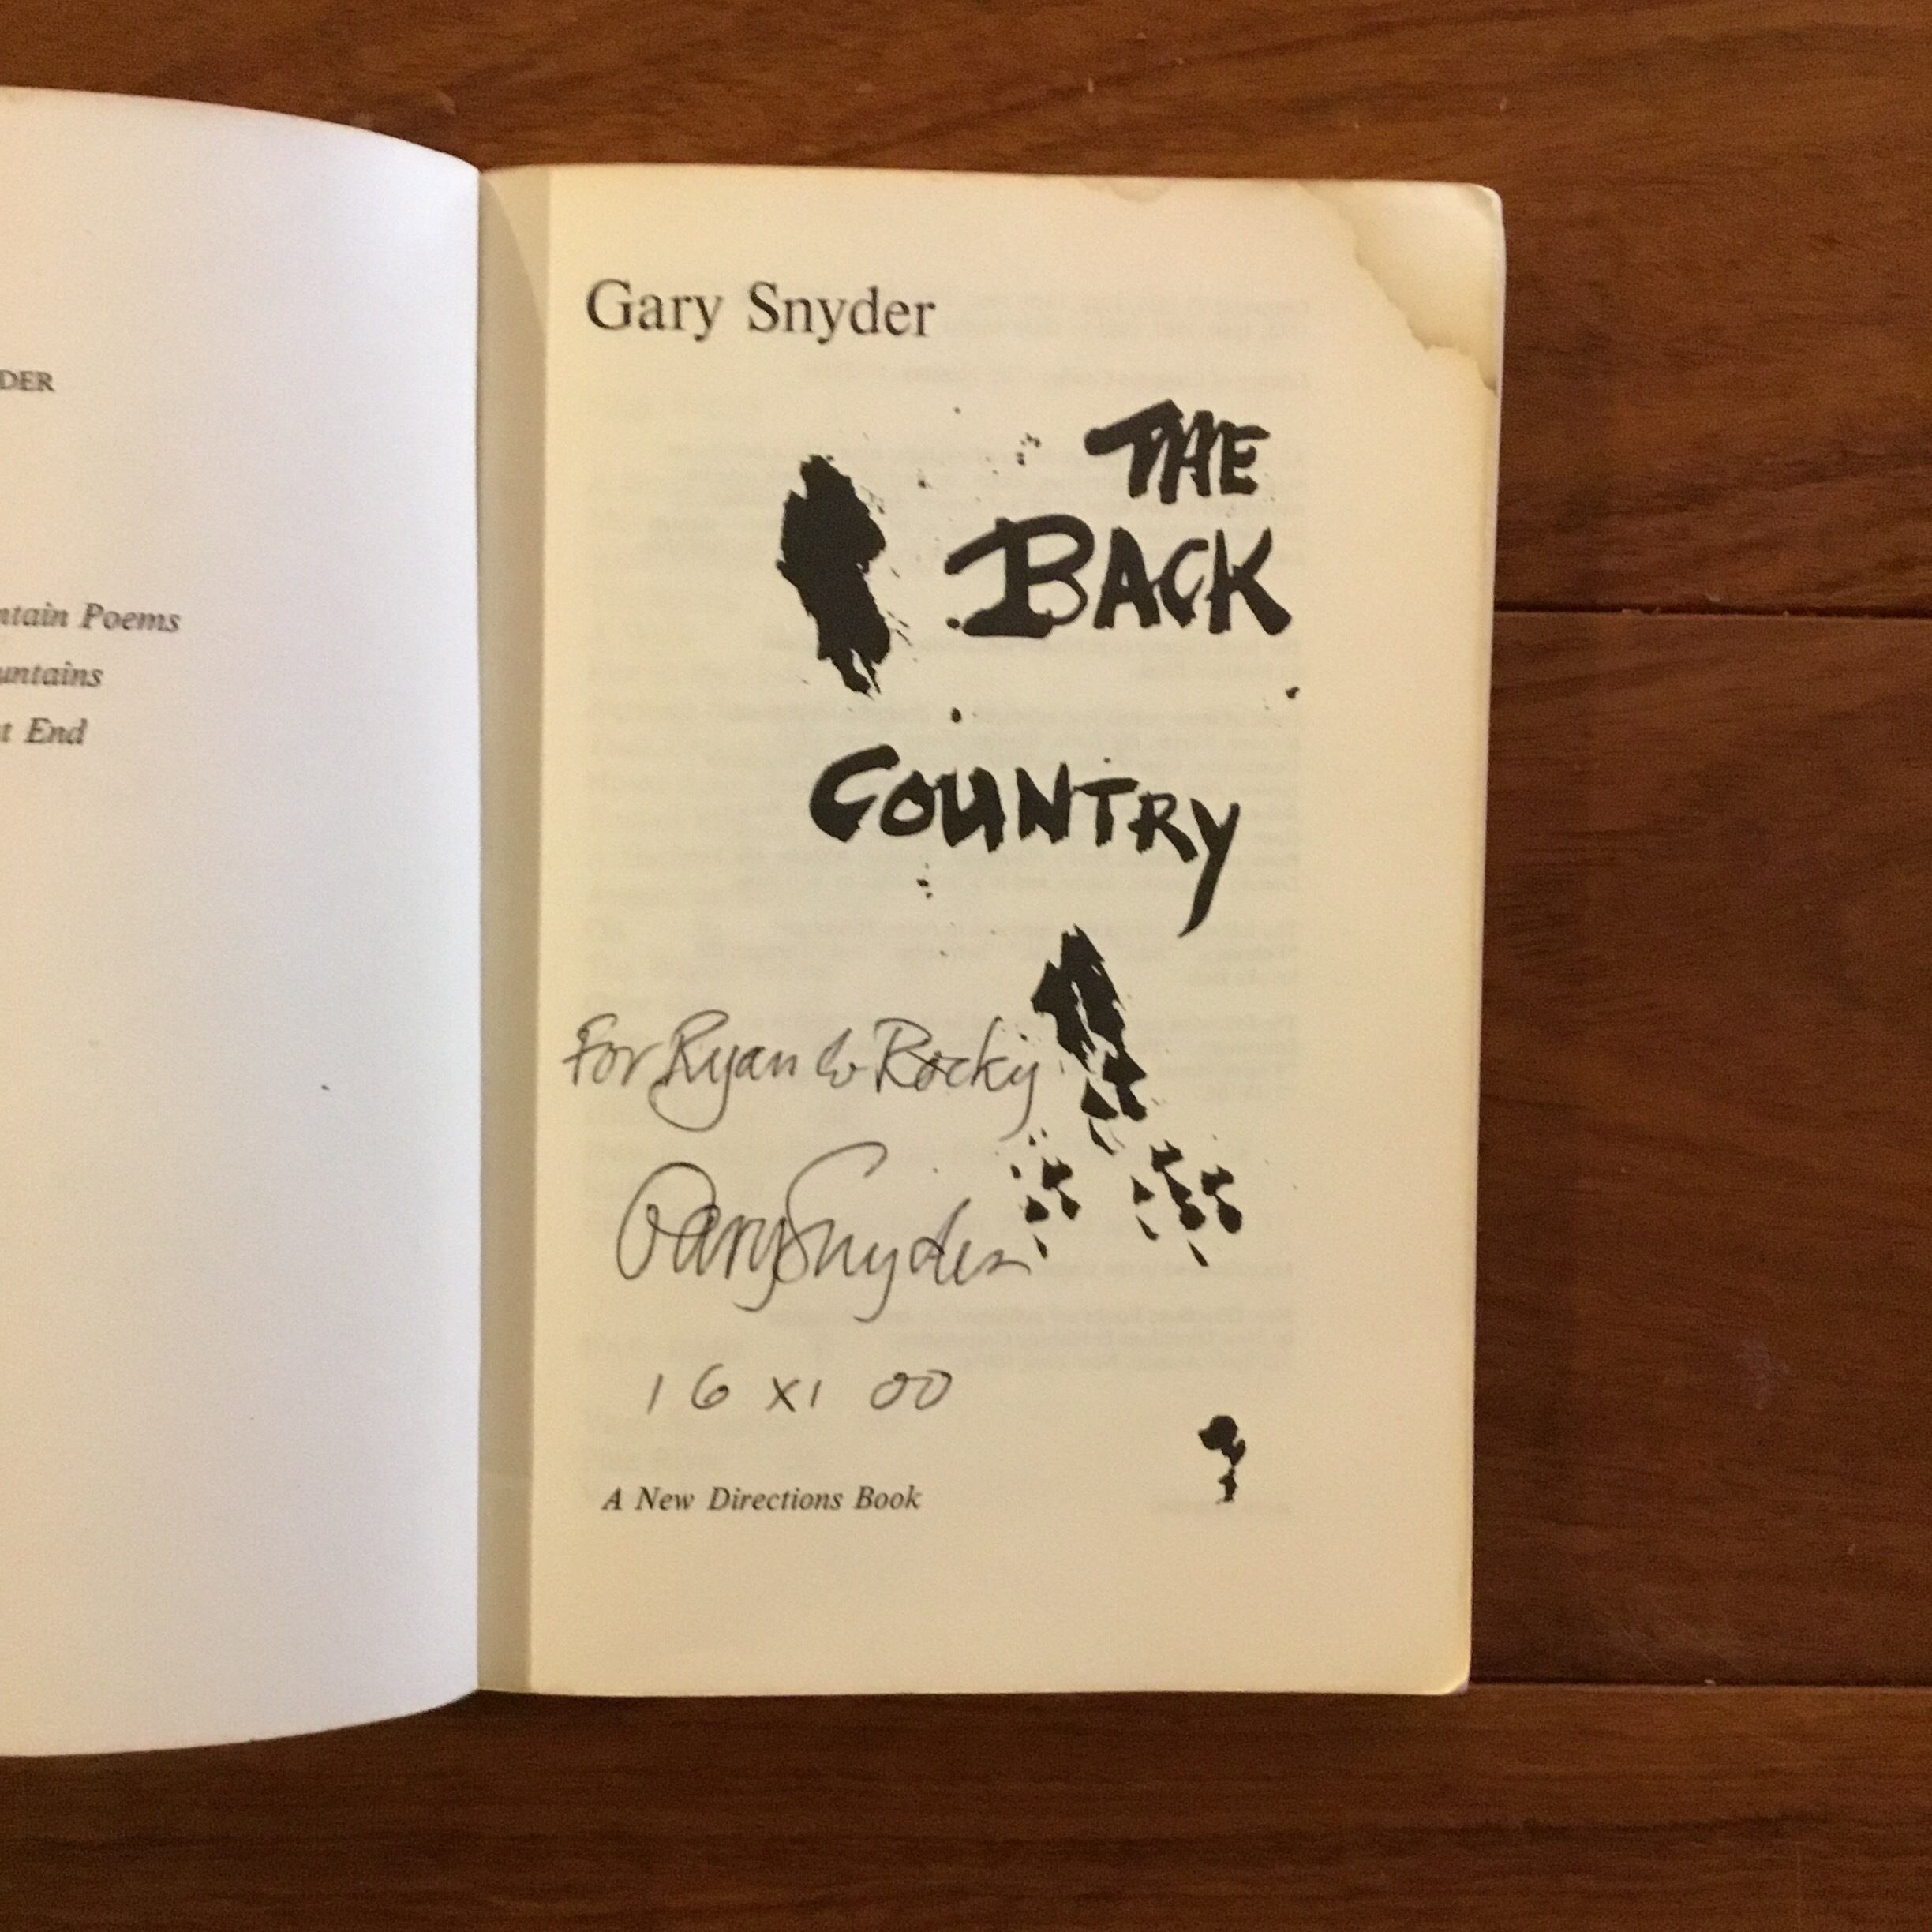 DER
ntain Poems
untains
t End
Gary Snyder
THE
BACK
COUNTRY
For Ryan & Rocky
Gary Snyder
16 XI 00
A New Directions Book